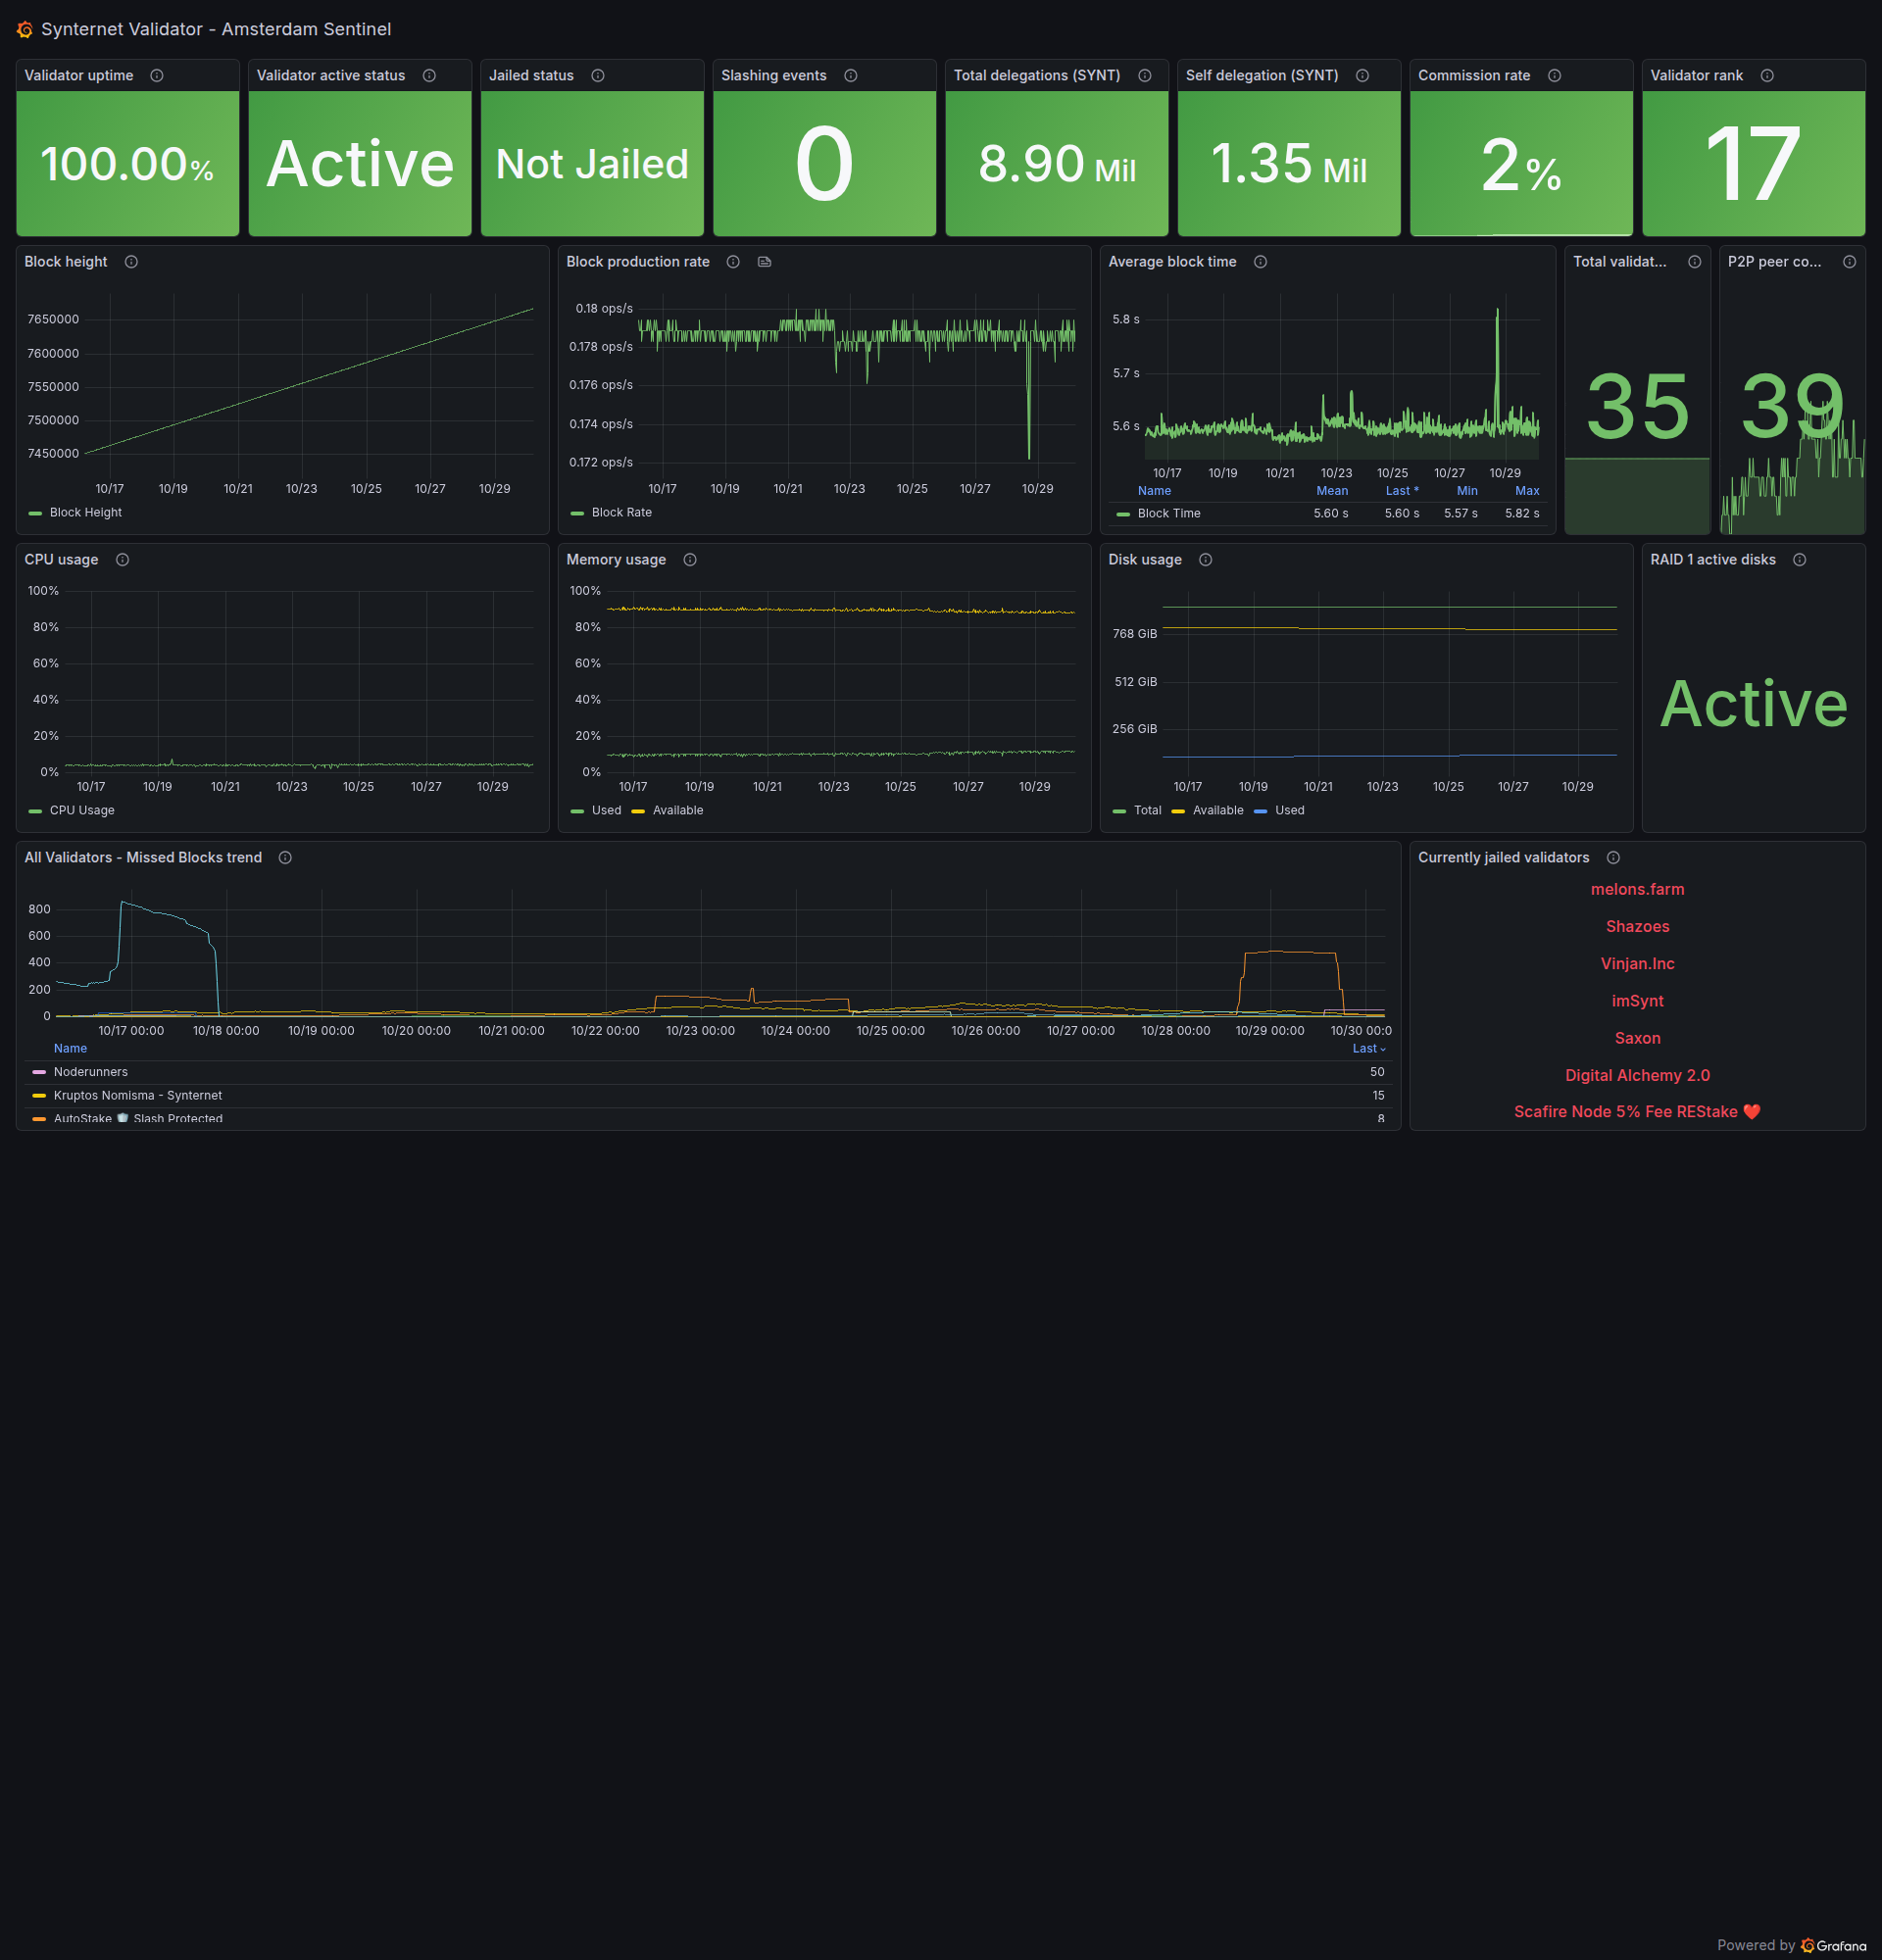 Synternet Validator - Amsterdam Sentinel
Validator uptime
100.00%
Validator active status
Active
Jailed status
Not Jailed
Slashing events
0
Total delegations (SYNT)
8.90 Mil
Self delegation (SYNT)
1.35 Mil
Commission rate
2%
Validator rank
17
Block height
7650000
7600000
7550000
7500000
7450000
10/17 10/19 10/21 10/23 10/25 10/27 10/29
Block Height
Block production rate
0.18 ops/s
0.178 ops/s
0.176 ops/s
0.174 ops/s
0.172 ops/s
10/17 10/19 10/21 10/23 10/25 10/27 10/29
Block Rate
Average block time
5.8 s
5.7 s
5.6 s
10/17 10/19 10/21 10/23 10/25 10/27 10/29
Name Mean Last * Min Max
Block TIme 5.60 s 5.60 s 5.57 s 5.82 s
Total validat...
35
P2P peer co...
39
CPU usage
100%
80%
60%
40%
20%
0%
10/17 10/19 10/21 10/23 10/25 10/27 10/29
CPU Usage
Memory usage
100%
80%
60%
40%
20%
0%
10/17 10/19 10/21 10/23 10/25 10/27 10/29
Used Available
Disk usage
768 GiB
512 GiB
256 GiB
10/17 10/19 10/21 10/23 10/25 10/27 10/29
Total Available Used
RAID 1 active disks
Active
All Validators - Missed Blocks trend
800
600
400
200
0
10/17 00:00 10/18 00:00 10/19 00:00 10/20 00:00 10/21 00:00 10/22 00:00 10/23 00:00 10/24 00:00 10/25 00:00 10/26 00:00 10/27 00:00 10/28 00:00 10/29 00:00 10/30 00:0
Name Last
Noderunners 50
Kruptos Nomisma - Synternet 15
AutoStake 🛡️ Slash Protected 8
Currently jailed validators
melons.farm
Shazoes
Vinjan.Inc
imSynt
Saxon
Digital Alchemy 2.0
Scafire Node 5% Fee REStake ❤️
Powered by Grafana